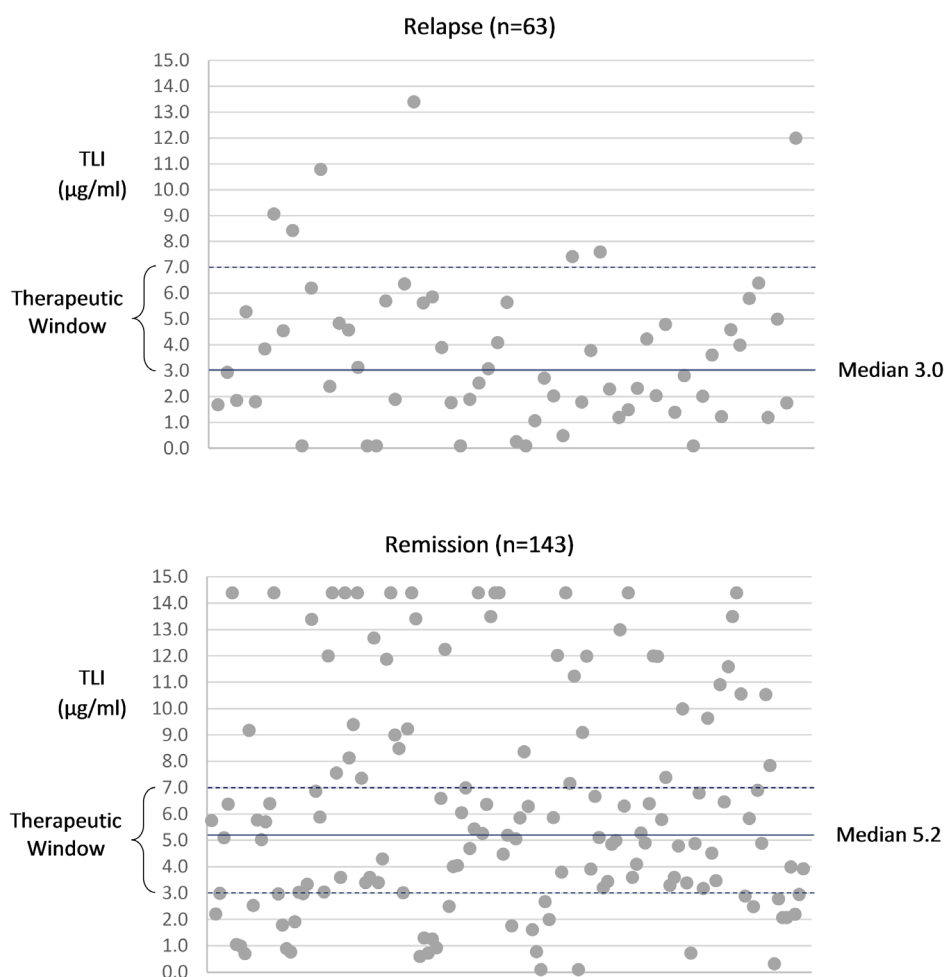 Relapse (n=63)
15.0
14.0
13.0
12.0
TLI
(µg/ml)
11.0
10.0
9.0
8.0
7.0
Therapeutic
Window
6.0
5.0
4.0
3.0
Median 3.0
2.0
1.0
0.0
Remission (n=143)
15.0
14.0
13.0
12.0
TLI
(µg/ml)
11.0
10.0
9.0
8.0
7.0
Therapeutic
Window
6.0
5.0
Median 5.2
4.0
3.0
2.0
1.0
0.0